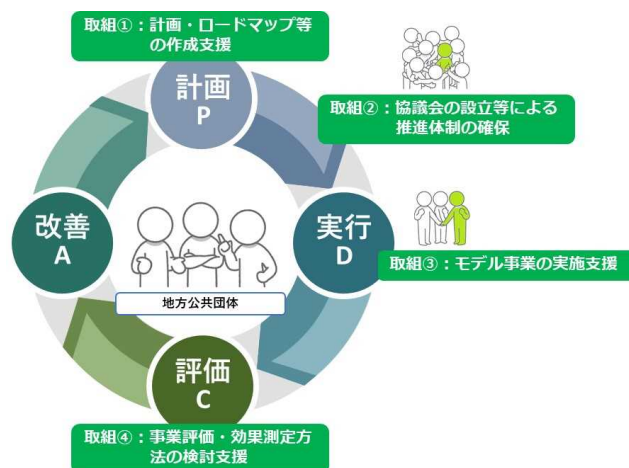 取組①：計画・ロードマップ等
の作成支援
計画
P
取組②：協議会の設立等による
推進体制の確保
改善
A
実行
D
取組③：モデル事業の実施支援
地方公共団体
評価
C
取組④：事業評価・効果測定方
法の検討支援